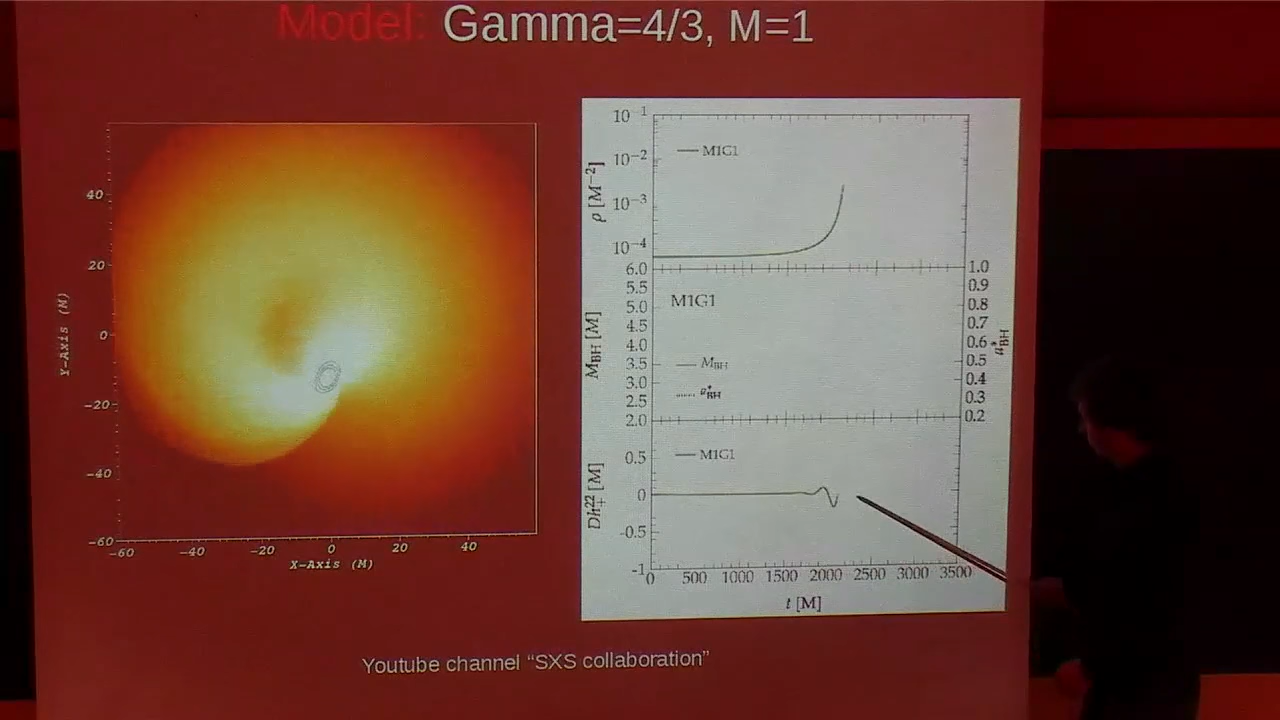 Model: Gamma=4/3, M=1
40
20
0
-20
-40
-60
Y-Axis (M)
-60 -40 -20 0 20 40
X-Axis (M)
10⁻¹
10⁻²
10⁻³
10⁻⁴
ρ [M⁻²]
M1G1
6.0
5.5
5.0
4.5
4.0
3.5
3.0
2.5
2.0
M_BH [M]
M1G1
M_BH
a*_BH
1.0
0.9
0.8
0.7
0.6
0.5
0.4
0.3
0.2
a*_BH
0.5
0
-0.5
-1
Dh₊²² [M]
M1G1
0 500 1000 1500 2000 2500 3000 3500
t [M]
Youtube channel “SXS collaboration”